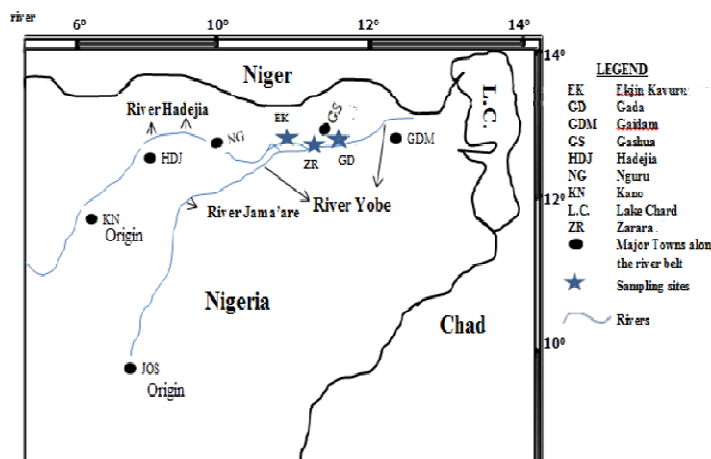 river
6° 10° 12° 14°
14°
Niger
L.C.
River Hadejia
EK
GS
NG
HDJ
ZR
GD
GDM
12°
River Jama'are
River Yobe
KN
Origin
Nigeria
Chad
10°
JOS
Origin
LEGEND
EK Ekjin Kavuru
GD Gada
GDM Gaidam
GS Gashua
HDJ Hadejia
NG Nguru
KN Kano
L.C. Lake Chard
ZR Zarara
Major Towns alon
the river belt
Sampling sites
Rivers